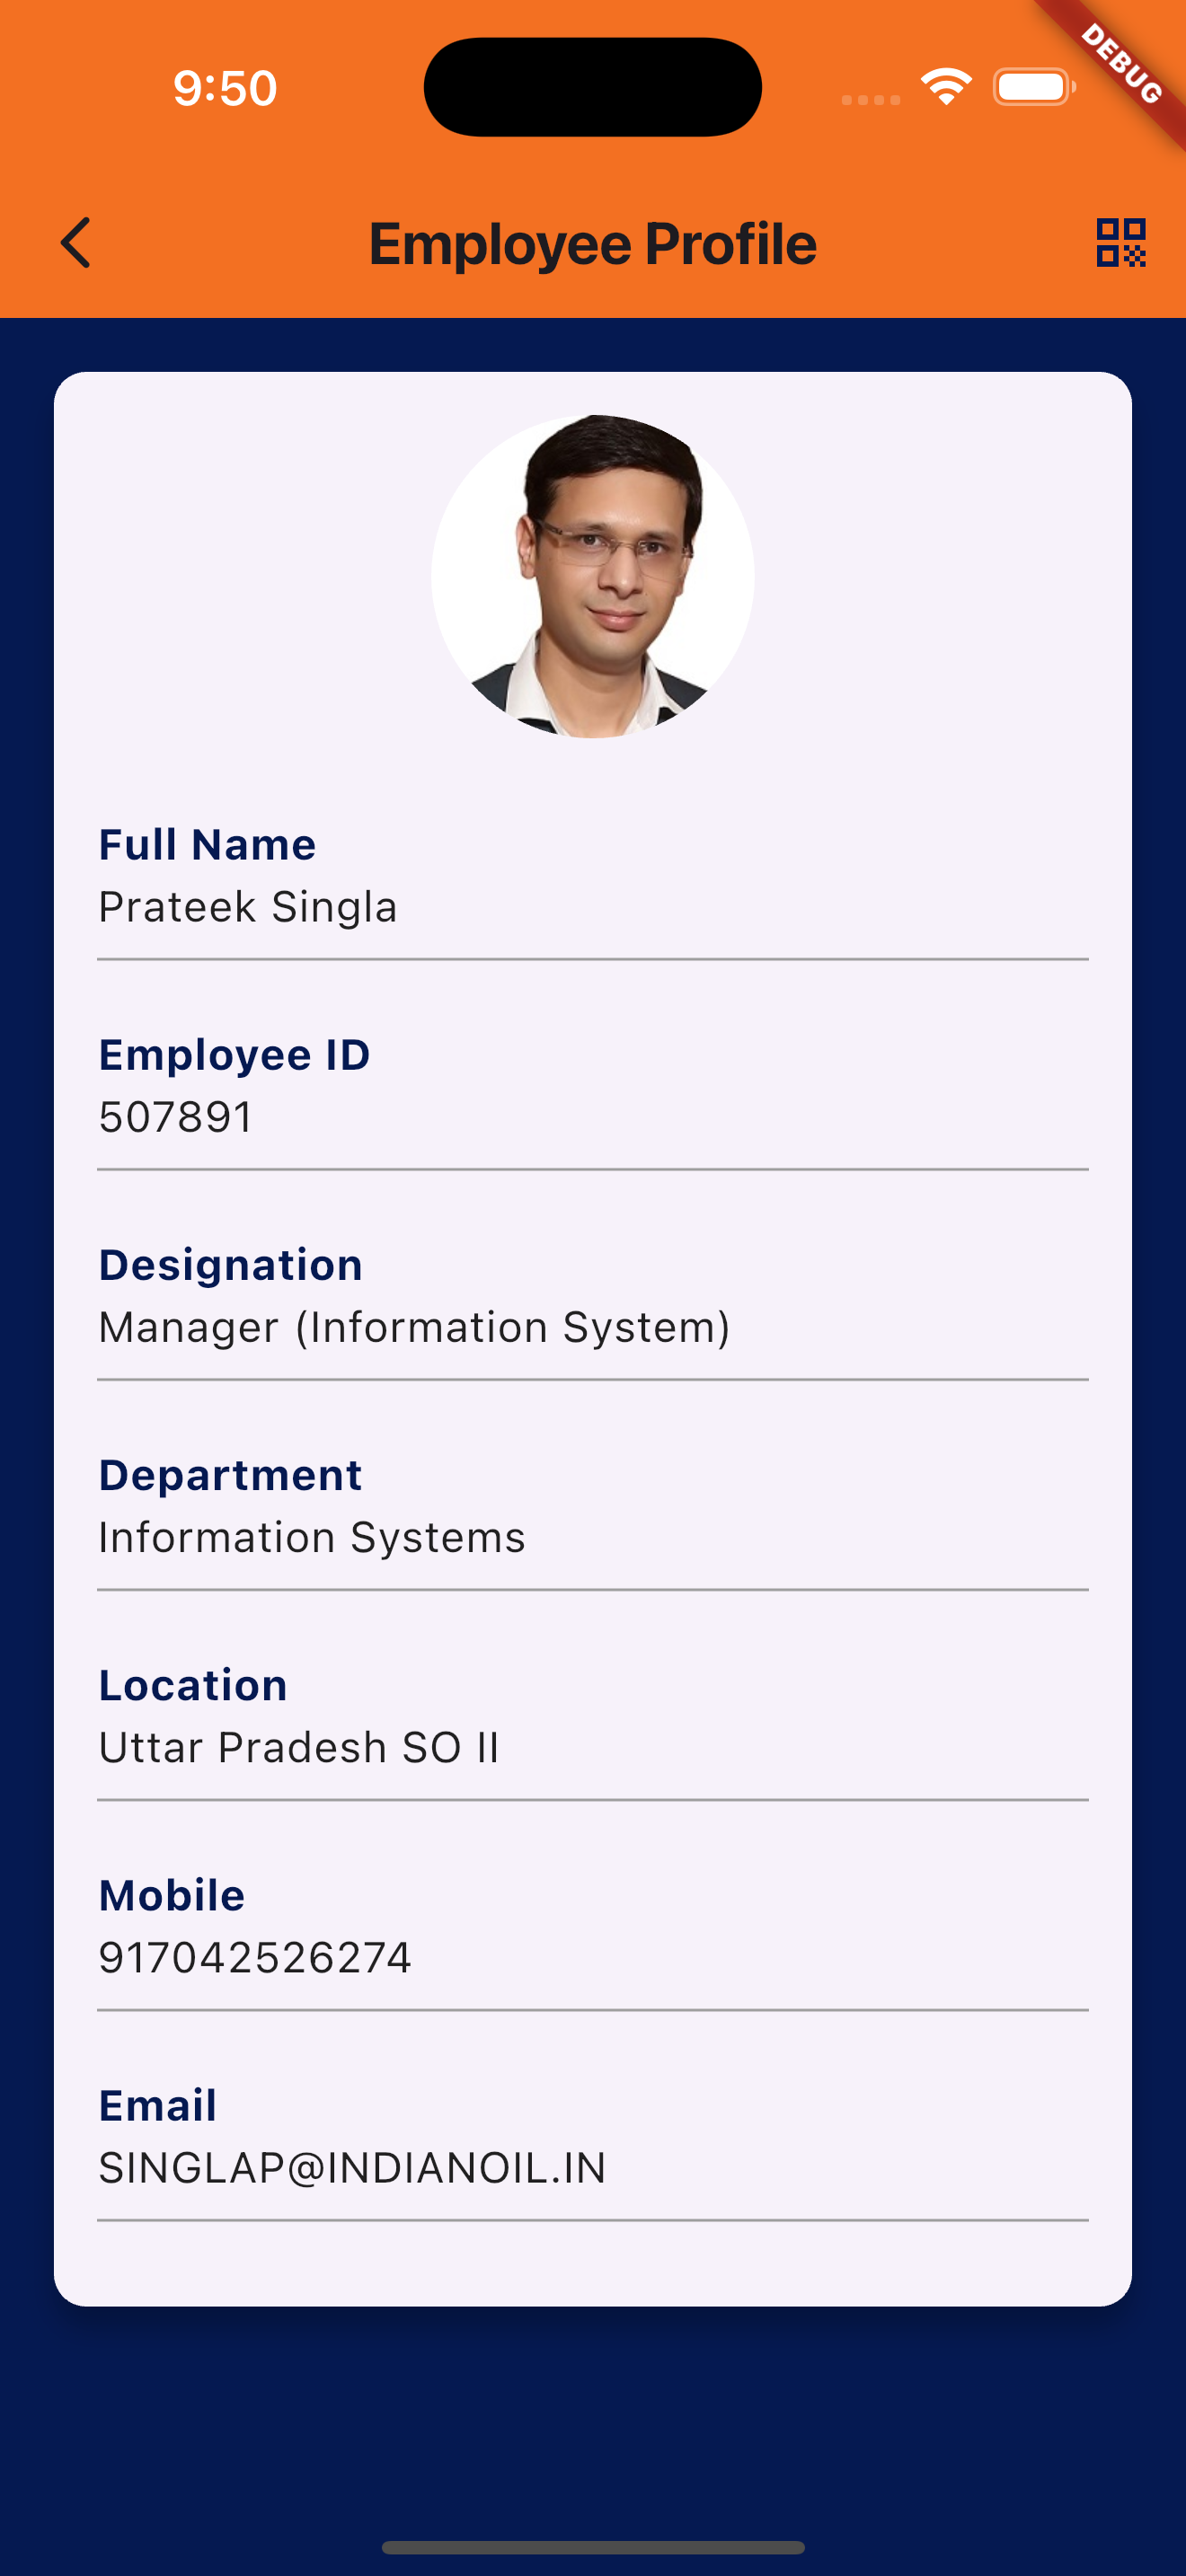 9:50
DEBUG
Employee Profile
Full Name
Prateek Singla
Employee ID
507891
Designation
Manager (Information System)
Department
Information Systems
Location
Uttar Pradesh SO II
Mobile
917042526274
Email
SINGLAP@INDIANOIL.IN